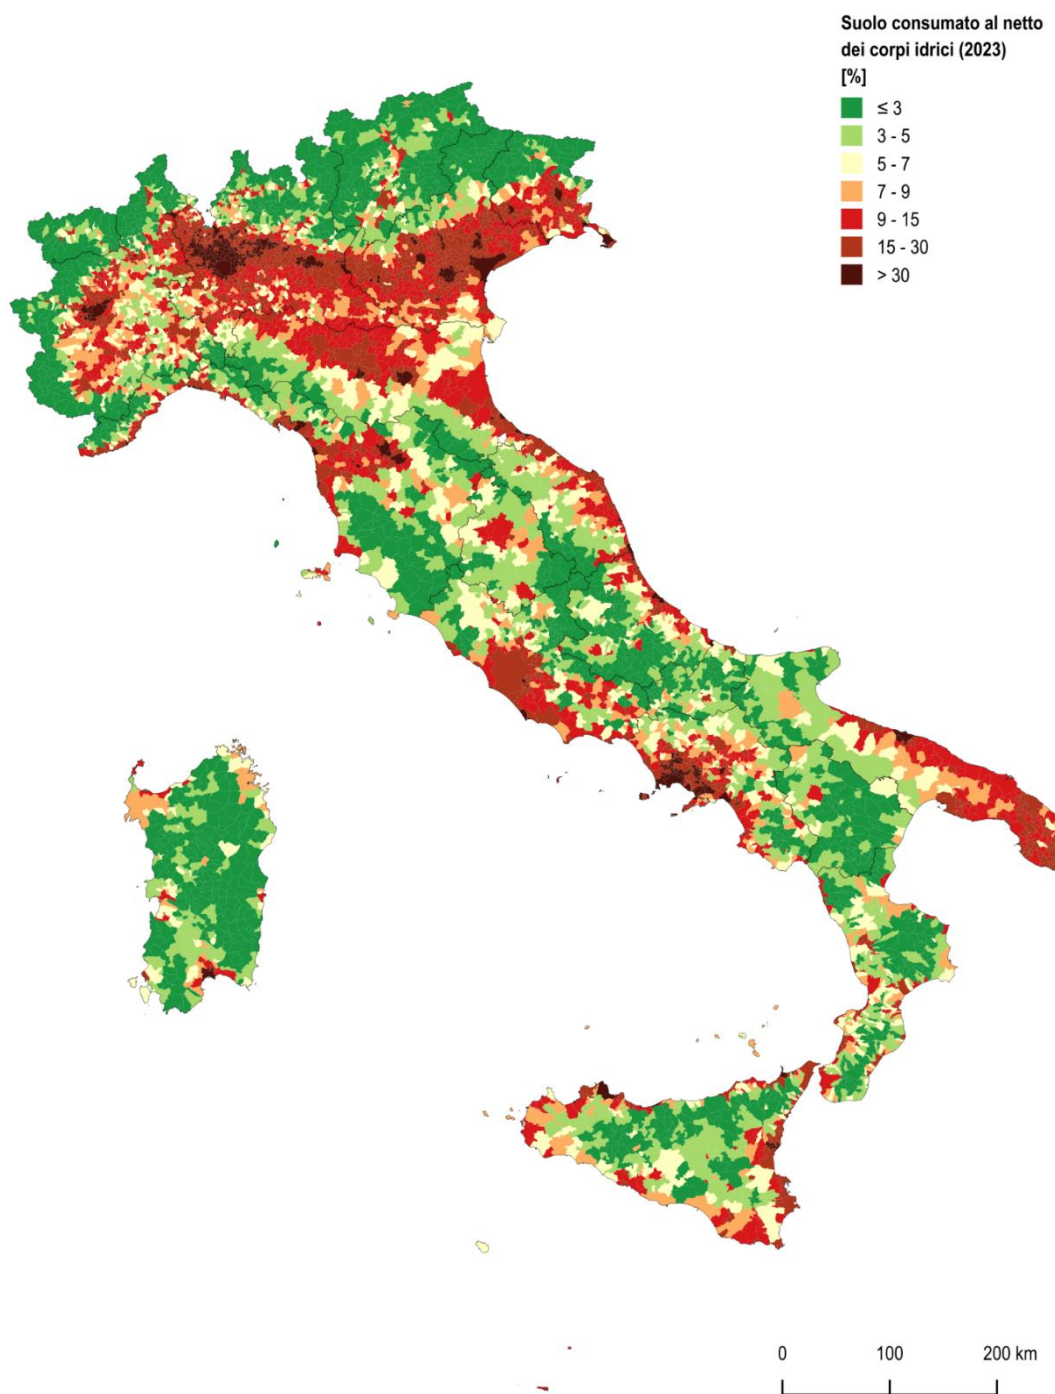 Suolo consumato al netto
dei corpi idrici (2023)
[%]
≤ 3
3 - 5
5 - 7
7 - 9
9 - 15
15 - 30
> 30
0 100 200 km